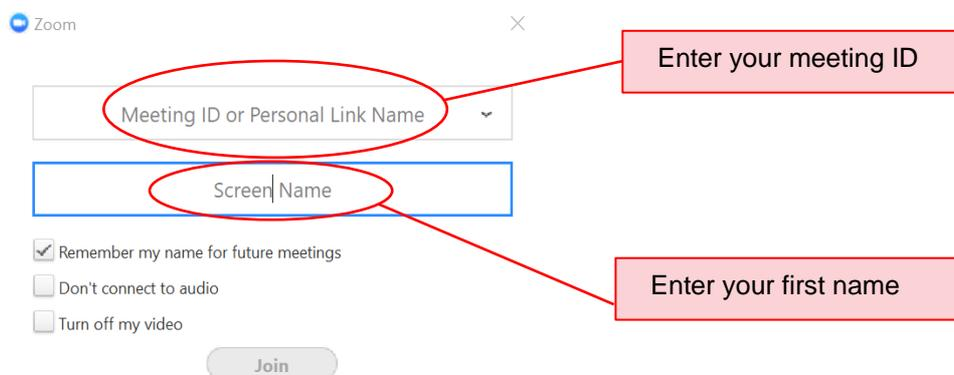 Zoom
Enter your meeting ID
Meeting ID or Personal Link Name
Screen Name
Remember my name for future meetings
Don't connect to audio
Enter your first name
Turn off my video
Join